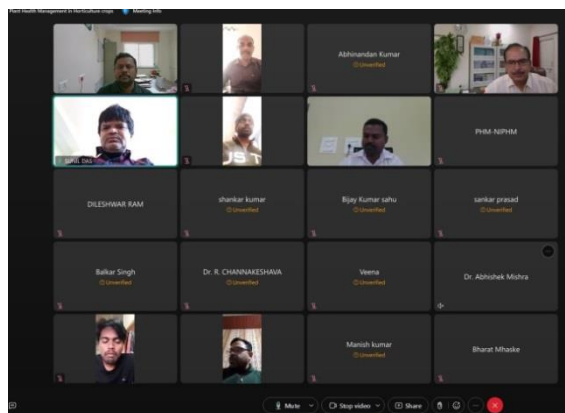 Plant Health Management in Horticulture crops Meeting Info
Abhinandan Kumar
Unverified
SUNIL DAS
PHM-NIPHM
DILESHWAR RAM
shankar kumar
Unverified
Bijay Kumar sahu
Unverified
sankar prasad
Unverified
Balkar Singh
Unverified
Dr. R. CHANNAKESHAVA
Unverified
Veena
Unverified
Dr. Abhishek Mishra
UST
Manish kumar
Unverified
Bharat Mhaske
Mute
Stop video
Share